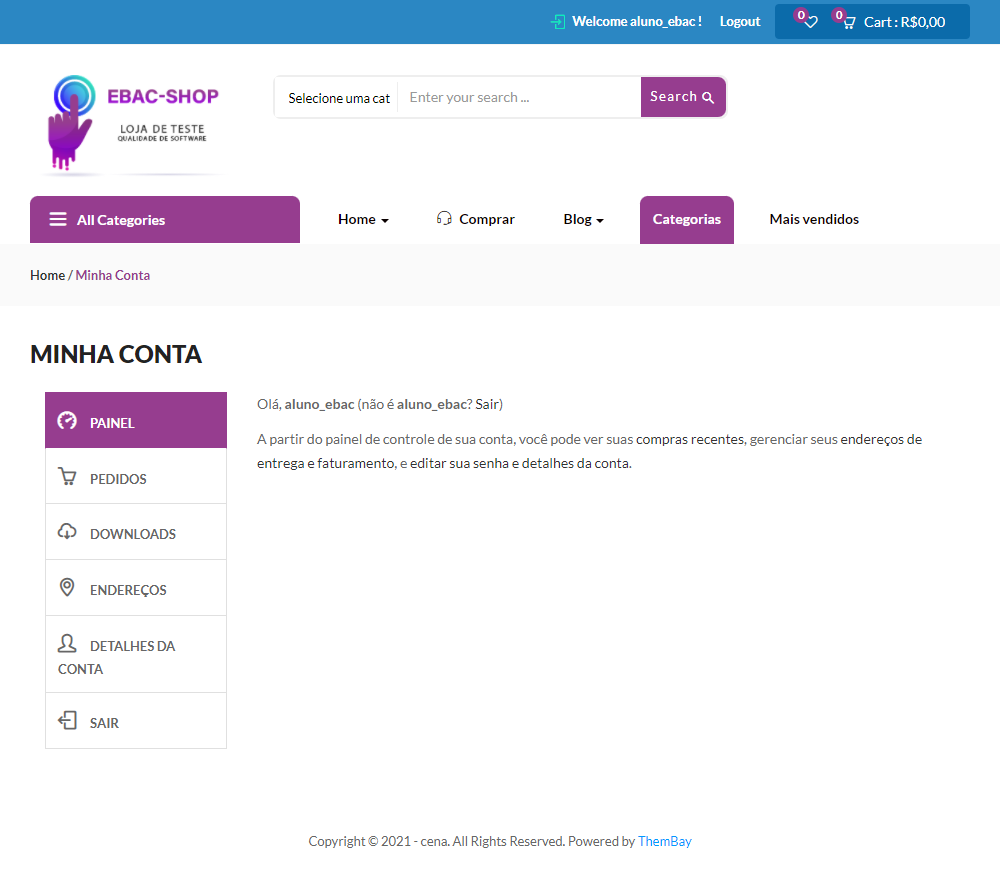 Welcome aluno_ebac !
Logout
0
0
Cart : R$0,00
EBAC-SHOP
LOJA DE TESTE
QUALIDADE DE SOFTWARE
Selecione uma cat
Enter your search ...
Search
All Categories
Home
Comprar
Blog
Categorias
Mais vendidos
Home / Minha Conta
MINHA CONTA
PAINEL
PEDIDOS
DOWNLOADS
ENDEREÇOS
DETALHES DA
CONTA
SAIR
Olá, aluno_ebac (não é aluno_ebac? Sair)
A partir do painel de controle de sua conta, você pode ver suas compras recentes, gerenciar seus endereços de
entrega e faturamento, e editar sua senha e detalhes da conta.
Copyright © 2021 - cena. All Rights Reserved. Powered by ThemBay